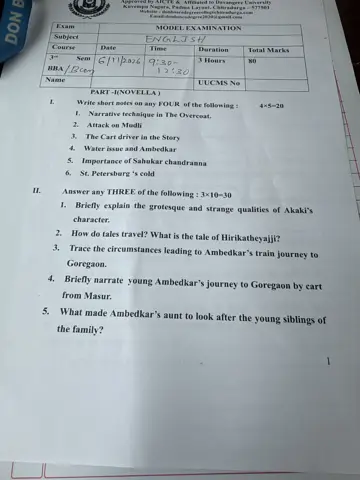 DON B
Approved by AICTE & Affiliated to Davangere University
MODEL EXAMINATION
Exam
Subject ENGLISH
Course Date Time Duration Total Marks
3rd Sem 6/11/2026 9:30- 3 Hours 80
BBA /Bcom 12:30
Name UUCMS No
PART -I(NOVELLA )
I. Write short notes on any FOUR of the following : 4×5=20
1. Narrative technique in The Overcoat.
2. Attack on Mudli
3. The Cart driver in the Story
4. Water issue and Ambedkar
5. Importance of Sahukar chandranna
6. St. Petersburg 's cold
II. Answer any THREE of the following : 3×10=30
1. Briefly explain the grotesque and strange qualities of Akaki's
character.
2. How do tales travel? What is the tale of Hirikatheyajji?
3. Trace the circumstances leading to Ambedkar's train journey to
Goregaon.
4. Briefly narrate young Ambedkar's journey to Goregaon by cart
from Masur.
5. What made Ambedkar's aunt to look after the young siblings of
the family?
1